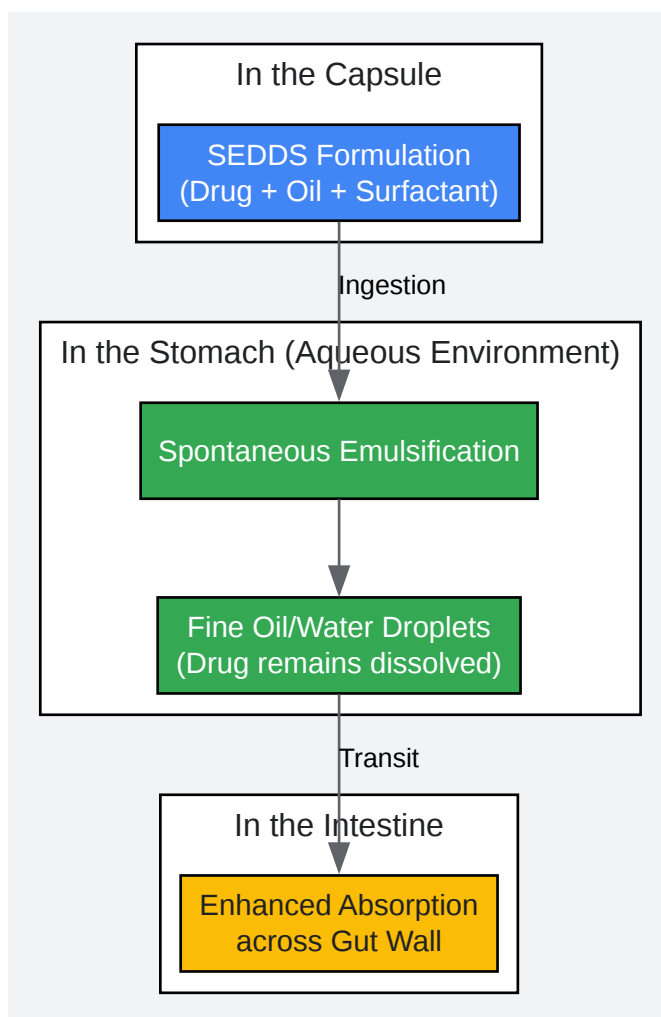 In the Capsule
SEDDS Formulation
(Drug + Oil + Surfactant)
Ingestion
In the Stomach (Aqueous Environment)
Spontaneous Emulsification
Fine Oil/Water Droplets
(Drug remains dissolved)
Transit
In the Intestine
Enhanced Absorption
across Gut Wall